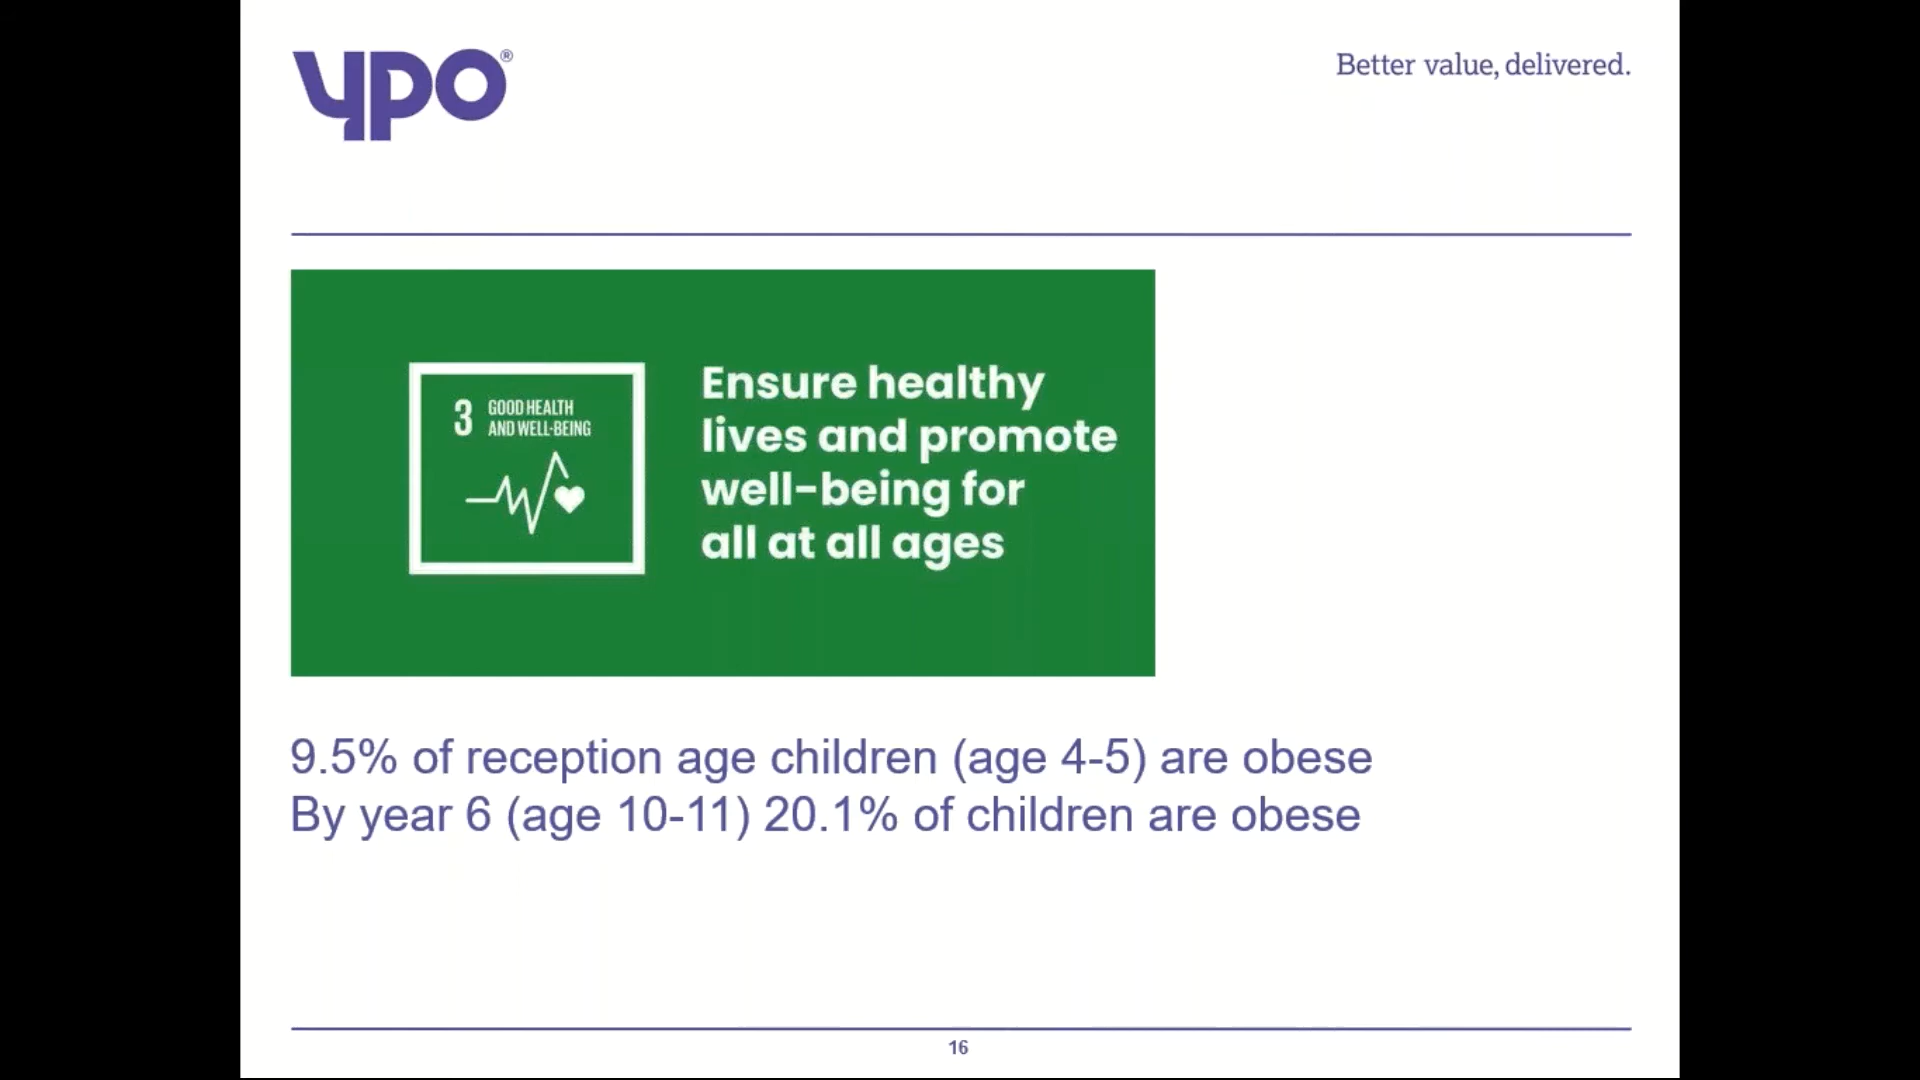 ypo®
Better value, delivered.
3 GOOD HEALTH
AND WELL-BEING
Ensure healthy
lives and promote
well-being for
all at all ages
9.5% of reception age children (age 4-5) are obese
By year 6 (age 10-11) 20.1% of children are obese
16